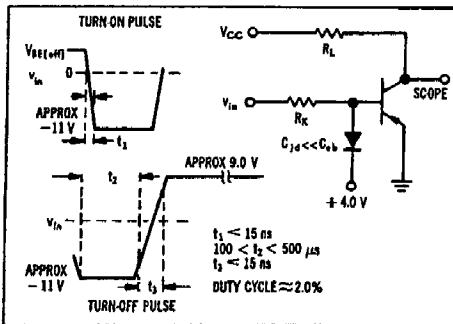 TURN-ON PULSE
VBE(off)
vin
0
APPROX
-11 V
t1
VCC
RL
SCOPE
vin
RK
Cjd<<Ceb
+ 4.0 V
t2
APPROX 9.0 V
vin
APPROX
-11 V
t3
TURN-OFF PULSE
t1 < 15 ns
100 < t2 < 500 μs
t3 < 15 ns
DUTY CYCLE ≈ 2.0%